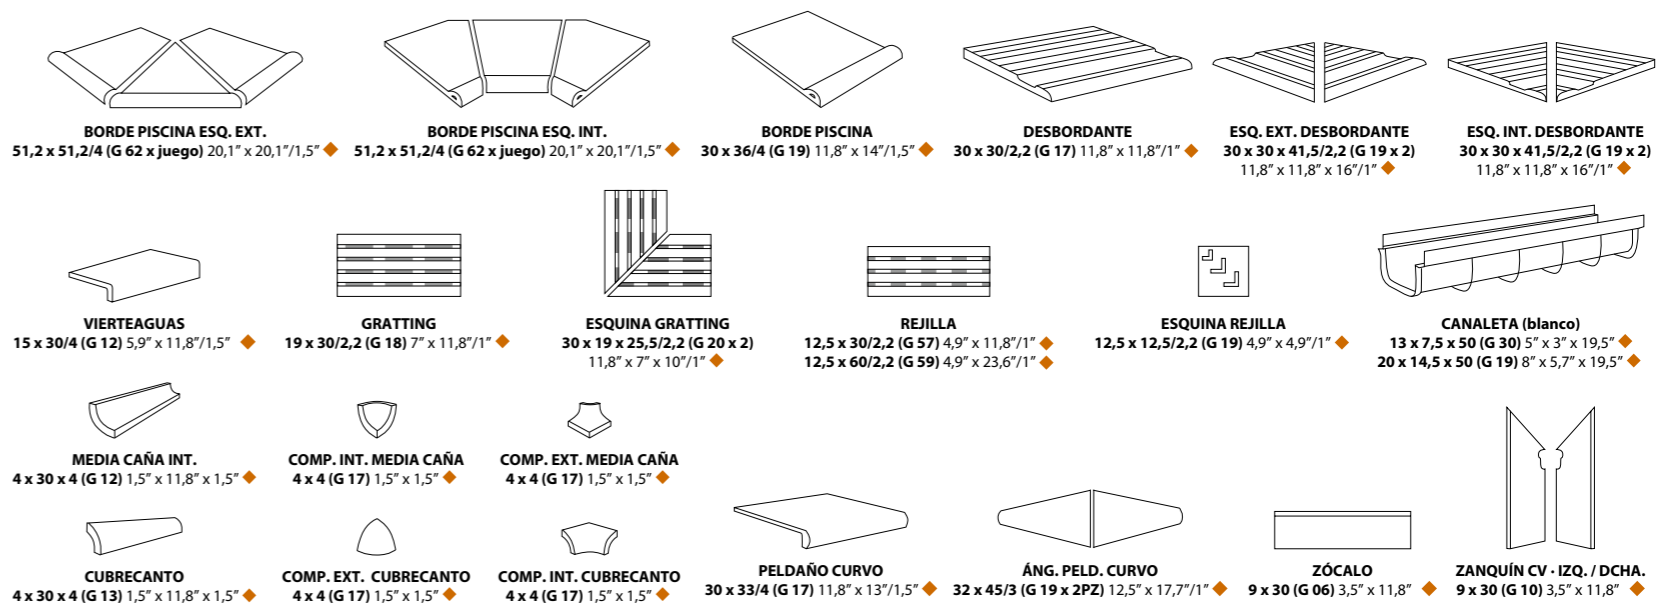 BORDE PISCINA ESQ. EXT.
51,2 x 51,2/4 (G 62 x juego) 20,1” x 20,1”/1,5”
BORDE PISCINA ESQ. INT.
51,2 x 51,2/4 (G 62 x juego) 20,1” x 20,1”/1,5”
BORDE PISCINA
30 x 36/4 (G 19) 11,8” x 14”/1,5”
DESBORDANTE
30 x 30/2,2 (G 17) 11,8” x 11,8”/1”
ESQ. EXT. DESBORDANTE
30 x 30 x 41,5/2,2 (G 19 x 2)
11,8” x 11,8” x 16”/1”
ESQ. INT. DESBORDANTE
30 x 30 x 41,5/2,2 (G 19 x 2)
11,8” x 11,8” x 16”/1”
VIERTEAGUAS
15 x 30/4 (G 12) 5,9” x 11,8”/1,5”
GRATTING
19 x 30/2,2 (G 18) 7” x 11,8”/1”
ESQUINA GRATTING
30 x 19 x 25,5/2,2 (G 20 x 2)
11,8” x 7” x 10”/1”
REJILLA
12,5 x 30/2,2 (G 57) 4,9” x 11,8”/1”
12,5 x 60/2,2 (G 59) 4,9” x 23,6”/1”
ESQUINA REJILLA
12,5 x 12,5/2,2 (G 19) 4,9” x 4,9”/1”
CANALETA (blanco)
13 x 7,5 x 50 (G 30) 5” x 3” x 19,5”
20 x 14,5 x 50 (G 19) 8” x 5,7” x 19,5”
MEDIA CAÑA INT.
4 x 30 x 4 (G 12) 1,5” x 11,8” x 1,5”
COMP. INT. MEDIA CAÑA
4 x 4 (G 17) 1,5” x 1,5”
COMP. EXT. MEDIA CAÑA
4 x 4 (G 17) 1,5” x 1,5”
CUBRECANTO
4 x 30 x 4 (G 13) 1,5” x 11,8” x 1,5”
COMP. EXT. CUBRECANTO
4 x 4 (G 17) 1,5” x 1,5”
COMP. INT. CUBRECANTO
4 x 4 (G 17) 1,5” x 1,5”
PELDAÑO CURVO
30 x 33/4 (G 17) 11,8” x 13”/1,5”
ÁNG. PELD. CURVO
32 x 45/3 (G 19 x 2PZ) 12,5” x 17,7”/1”
ZÓCALO
9 x 30 (G 06) 3,5” x 11,8”
ZANQUÍN CV · IZQ. / DCHA.
9 x 30 (G 10) 3,5” x 11,8”